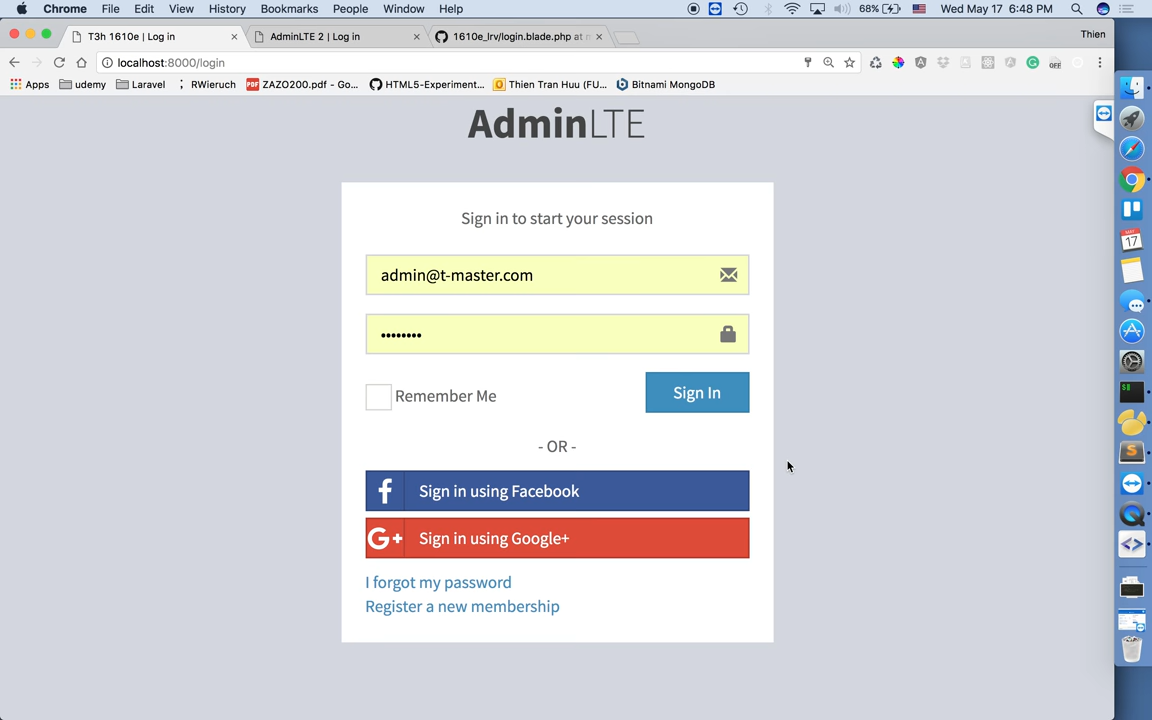 Chrome File Edit View History Bookmarks People Window Help 68% Wed May 17 6:48 PM
T3h 1610e | Log in AdminLTE 2 | Log in 1610e_lrv/login.blade.php at m Thien
localhost:8000/login
Apps udemy Laravel RWieruch ZAZO200.pdf - Go... HTML5-Experiment... Thien Tran Huu (FU... Bitnami MongoDB
AdminLTE
Sign in to start your session
admin@t-master.com
••••••••
Remember Me Sign In
- OR -
Sign in using Facebook
G+ Sign in using Google+
I forgot my password
Register a new membership